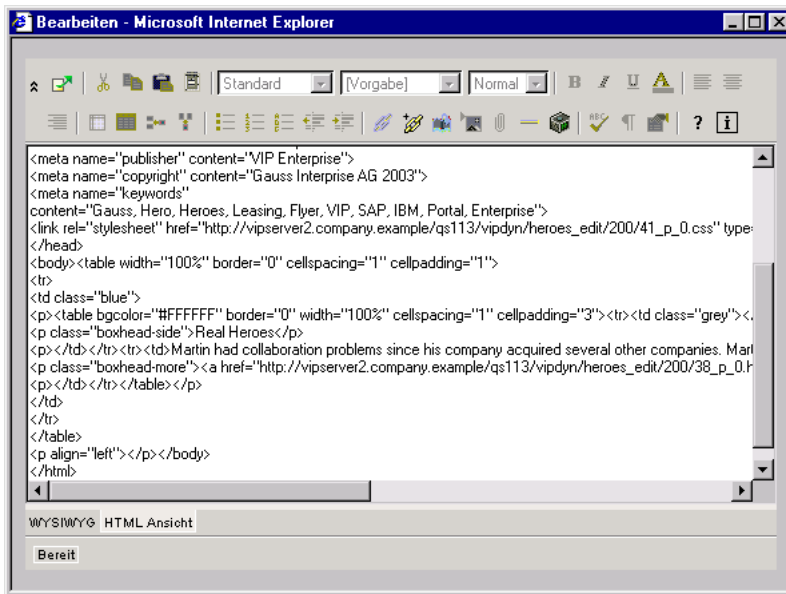 Bearbeiten - Microsoft Internet Explorer
Standard [Vorgabe] Normal B I U A
ABC ¶ ? i
<meta name="publisher" content="VIP Enterprise">
<meta name="copyright" content="Gauss Interprise AG 2003">
<meta name="keywords"
content="Gauss, Hero, Heroes, Leasing, Flyer, VIP, SAP, IBM, Portal, Enterprise">
<link rel="stylesheet" href="http://vipserver2.company.example/qs113/vipdyn/heroes_edit/200/41_p_0.css" type=
</head>
<body><table width="100%" border="0" cellspacing="1" cellpadding="1">
<tr>
<td class="blue">
<p><table bgcolor="#FFFFFF" border="0" width="100%" cellspacing="1" cellpadding="3"><tr><td class="grey"><
<p class="boxhead-side">Real Heroes</p>
<p></td></tr><tr><td>Martin had collaboration problems since his company acquired several other companies. Mart
<p class="boxhead-more"><a href="http://vipserver2.company.example/qs113/vipdyn/heroes_edit/200/38_p_0.h
<p></td></tr></table></p>
</td>
</tr>
</table>
<p align="left"></p></body>
</html>
WYSIWYG HTML Ansicht
Bereit